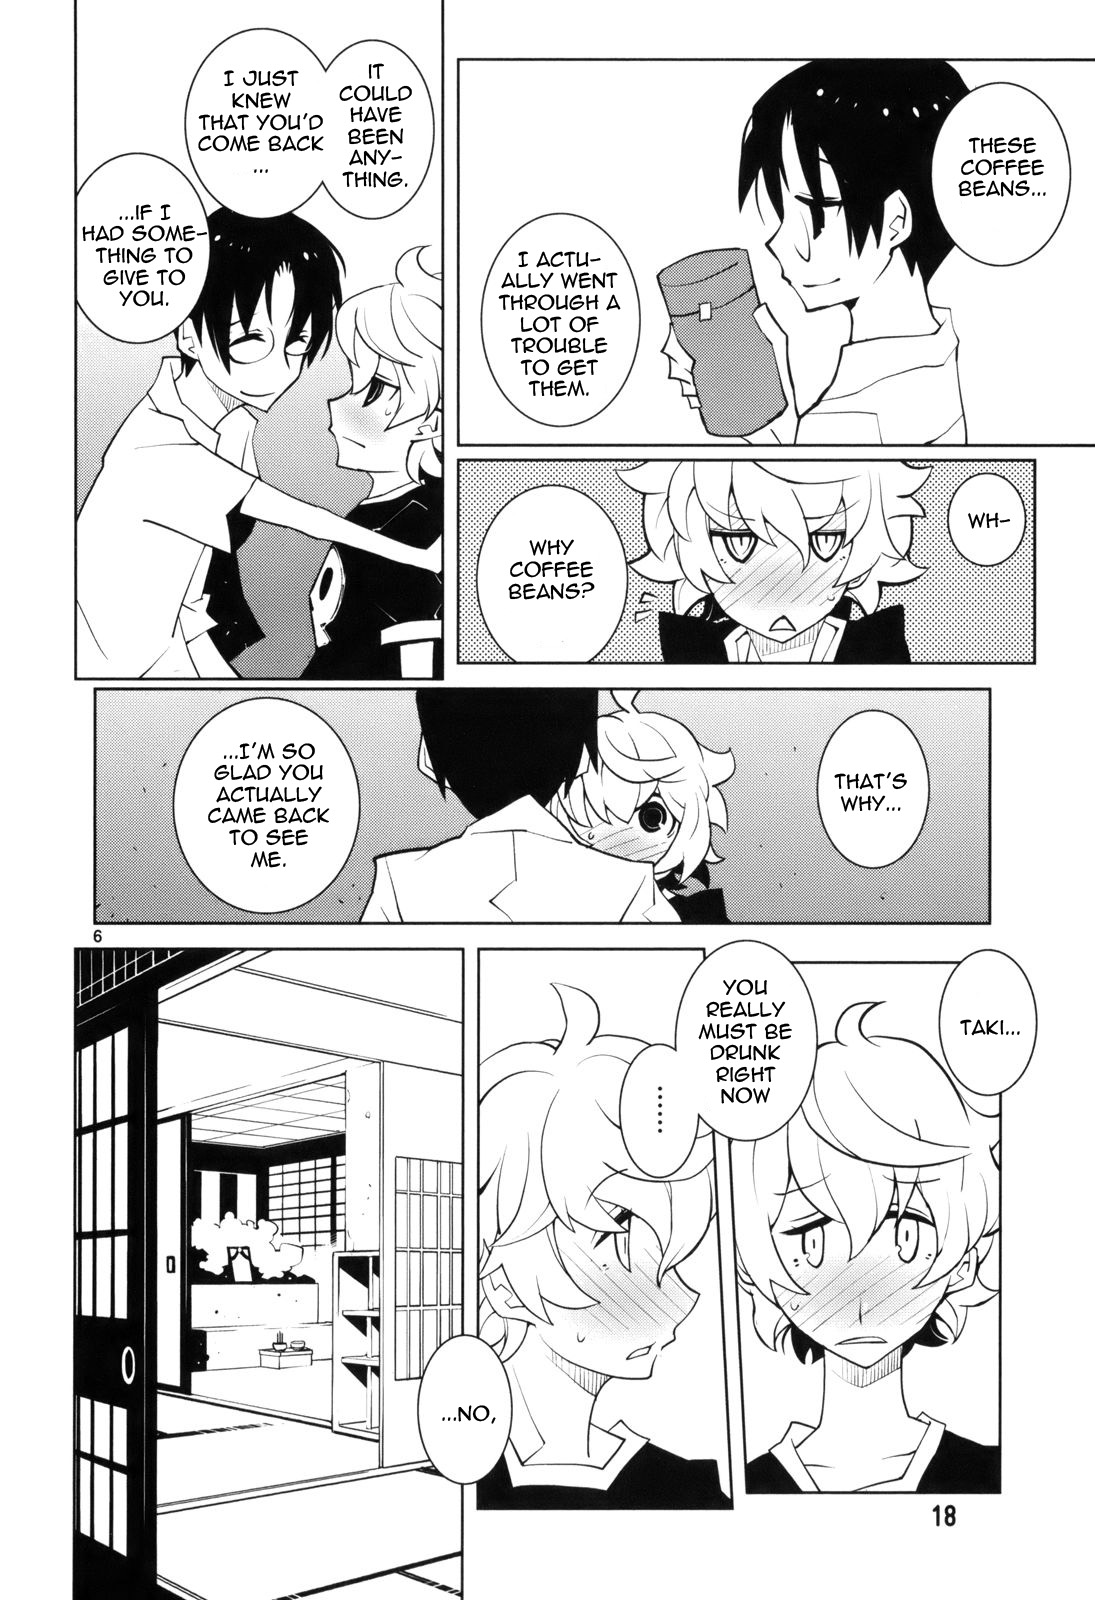 THESE
COFFEE
BEANS...
I ACTU-
ALLY WENT
THROUGH A
LOT OF
TROUBLE
TO GET
THEM.
WH-
WHY
COFFEE
BEANS?
IT
COULD
HAVE
BEEN
ANY-
THING.
I JUST
KNEW
THAT YOU'D
COME BACK
...
...IF I
HAD SOME-
THING TO
GIVE TO
YOU.
THAT'S
WHY...
...I'M SO
GLAD YOU
ACTUALLY
CAME BACK
TO SEE
ME.
6
TAKI...
YOU
REALLY
MUST BE
DRUNK
RIGHT
NOW
......
...NO,
18